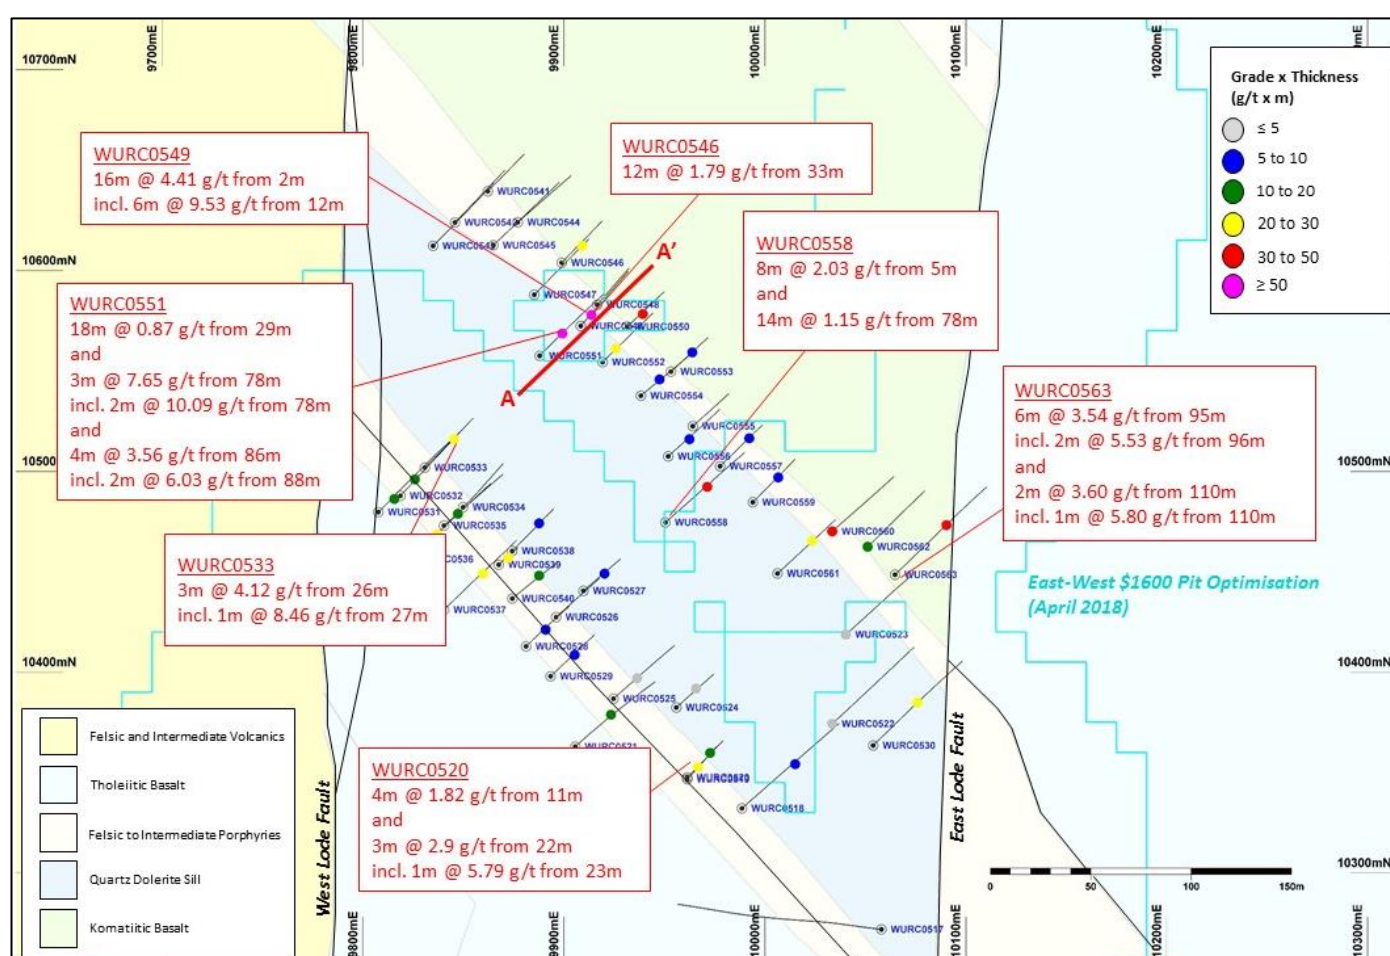 9700mE
9800mE
9900mE
10000mE
10100mE
10200mE
10700mN
10600mN
10500mN
10500mN
10400mN
10400mN
10300mN
Grade x Thickness
(g/t x m)
≤ 5
5 to 10
10 to 20
20 to 30
30 to 50
≥ 50
WURC0549
16m @ 4.41 g/t from 2m
incl. 6m @ 9.53 g/t from 12m
WURC0546
12m @ 1.79 g/t from 33m
WURC0558
8m @ 2.03 g/t from 5m
and
14m @ 1.15 g/t from 78m
WURC0551
18m @ 0.87 g/t from 29m
and
3m @ 7.65 g/t from 78m
incl. 2m @ 10.09 g/t from 78m
and
4m @ 3.56 g/t from 86m
incl. 2m @ 6.03 g/t from 88m
WURC0563
6m @ 3.54 g/t from 95m
incl. 2m @ 5.53 g/t from 96m
and
2m @ 3.60 g/t from 110m
incl. 1m @ 5.80 g/t from 110m
WURC0533
3m @ 4.12 g/t from 26m
incl. 1m @ 8.46 g/t from 27m
WURC0520
4m @ 1.82 g/t from 11m
and
3m @ 2.9 g/t from 22m
incl. 1m @ 5.79 g/t from 23m
A'
A
WURC0541
WURC0544
WURC0545
WURC0546
WURC0547
WURC0548
WURC0550
WURC0551
WURC0552
WURC0553
WURC0554
WURC0555
WURC0556
WURC0557
WURC0558
WURC0559
WURC0560
WURC0561
WURC0562
WURC0563
WURC0533
WURC0532
WURC0531
WURC0534
WURC0535
WURC0538
WURC0539
WURC0540
WURC0527
WURC0526
WURC0528
WURC0529
WURC0525
WURC0524
WURC0523
WURC0522
WURC0530
WURC0518
WURC0517
East-West $1600 Pit Optimisation
(April 2018)
West Lode Fault
East Lode Fault
Felsic and Intermediate Volcanics
Tholeiitic Basalt
Felsic to Intermediate Porphyries
Quartz Dolerite Sill
Komatiitic Basalt
0 50 100 150m
9800mE
9900mE
10000mE
10100mE
10200mE